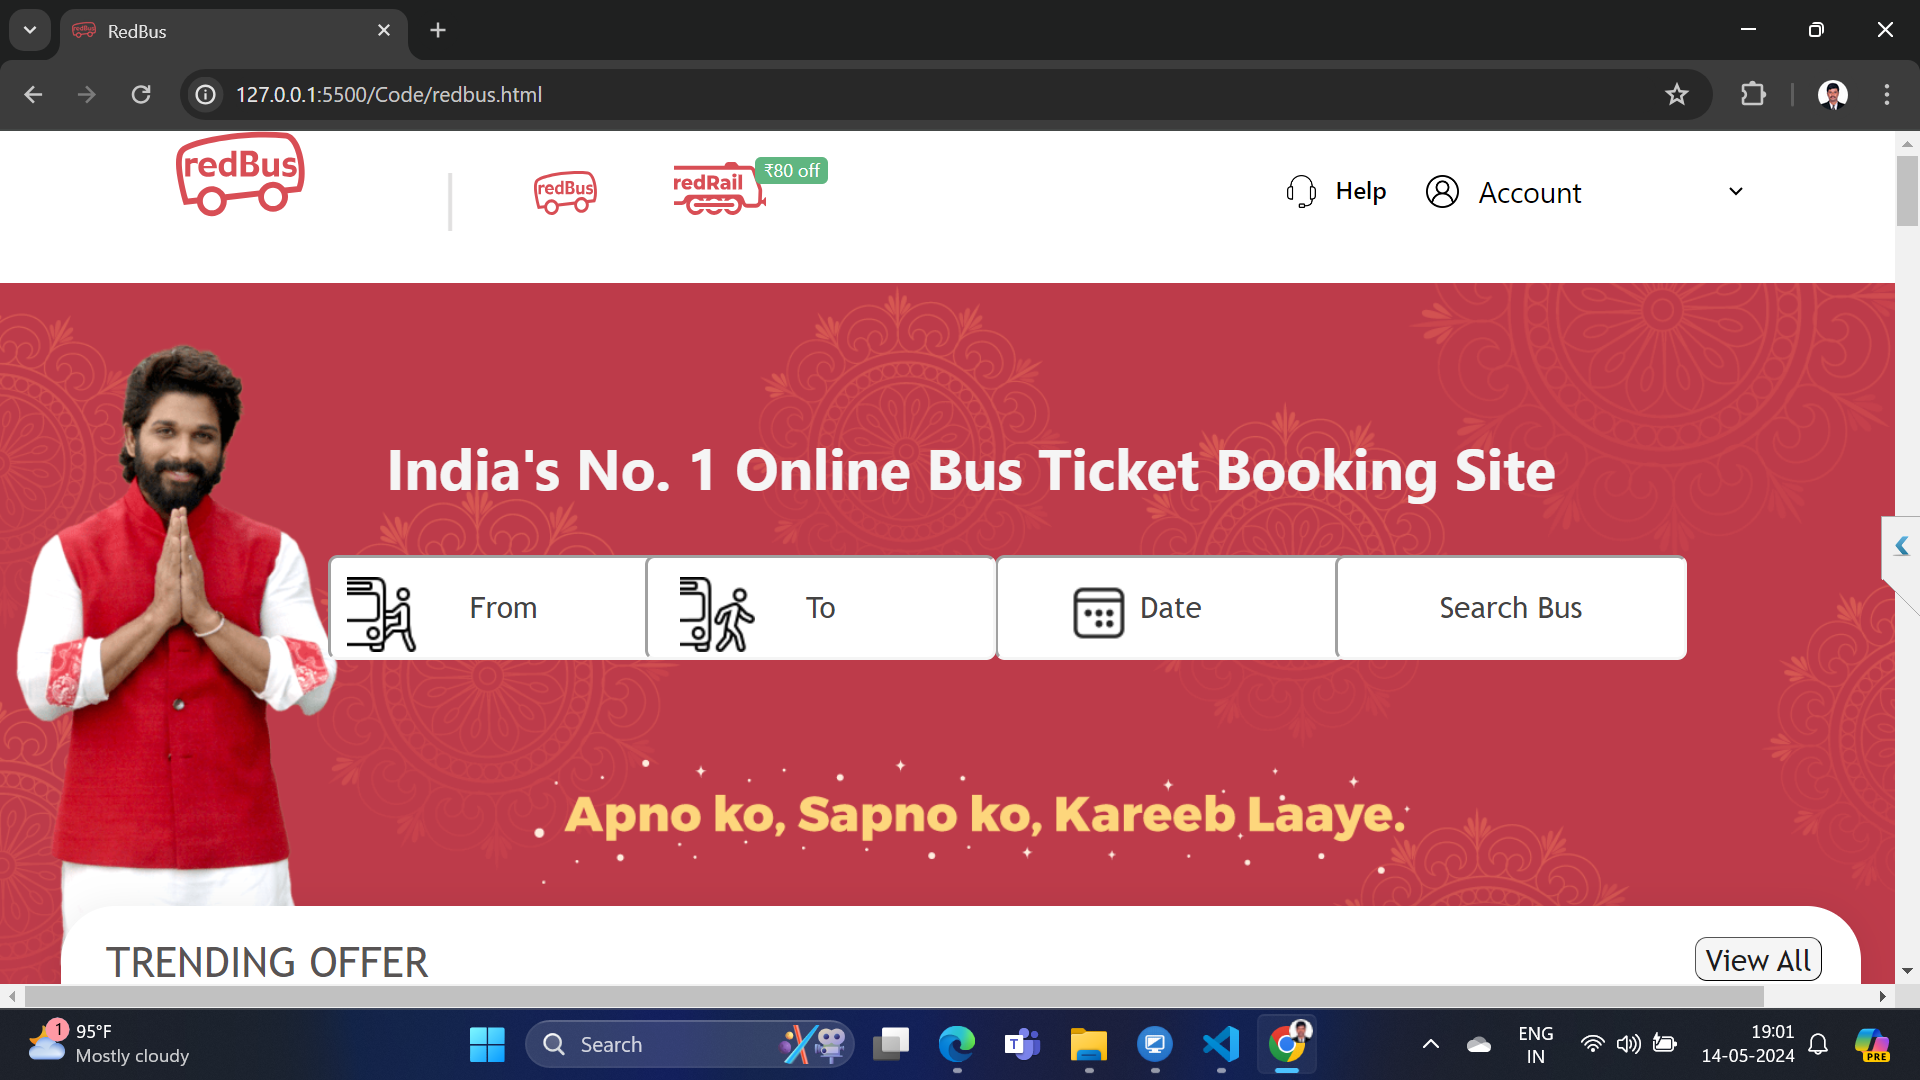 RedBus
127.0.0.1:5500/Code/redbus.html
redBus
redBus
redRail
₹80 off
Help
Account
India's No. 1 Online Bus Ticket Booking Site
From
To
Date
Search Bus
Apno ko, Sapno ko, Kareeb Laaye.
TRENDING OFFER
View All
1
95°F
Mostly cloudy
Search
T
ENG
IN
19:01
14-05-2024
PRE